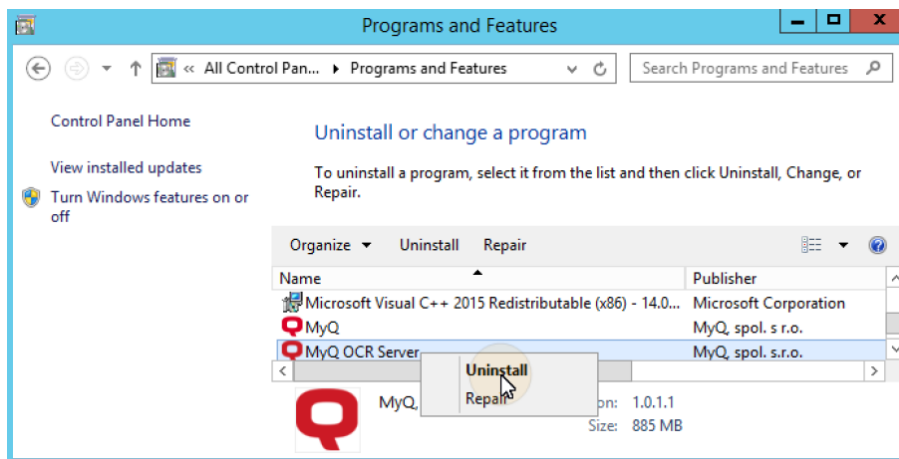 Programs and Features
« All Control Pan... ▸ Programs and Features
Search Programs and Features
Control Panel Home
Uninstall or change a program
View installed updates
To uninstall a program, select it from the list and then click Uninstall, Change, or
Repair.
Turn Windows features on or
off
Organize Uninstall Repair
Name Publisher
Microsoft Visual C++ 2015 Redistributable (x86) - 14.0... Microsoft Corporation
MyQ MyQ, spol. s r.o.
MyQ OCR Server MyQ, spol. s.r.o.
Uninstall
Repair
MyQ, on: 1.0.1.1
Size: 885 MB